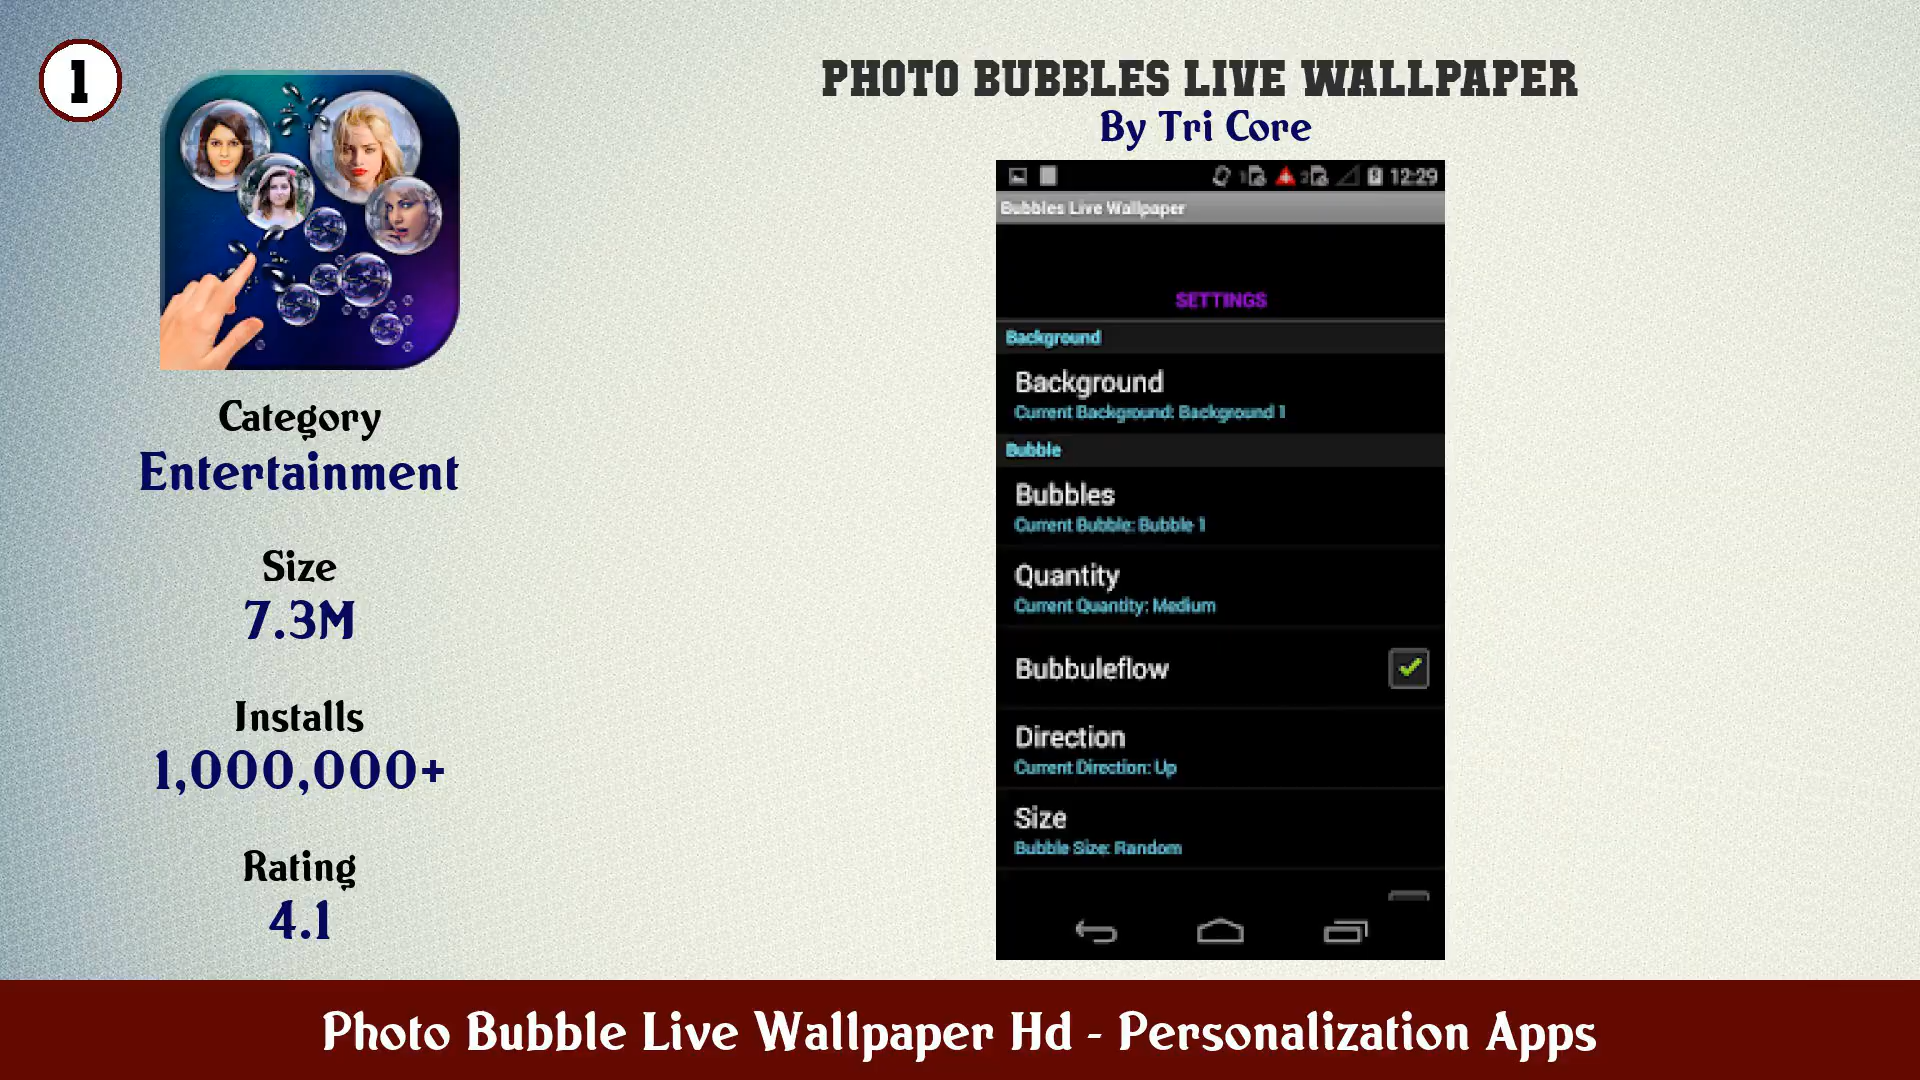 1
PHOTO BUBBLES LIVE WALLPAPER
By Tri Core
Category
Entertainment
Size
7.3M
Installs
1,000,000+
Rating
4.1
12:29
Bubbles Live Wallpaper
SETTINGS
Background
Background
Current Background: Background 1
Bubble
Bubbles
Current Bubble: Bubble 1
Quantity
Current Quantity: Medium
Bubbuleflow
Direction
Current Direction: Up
Size
Bubble Size: Random
Photo Bubble Live Wallpaper Hd - Personalization Apps